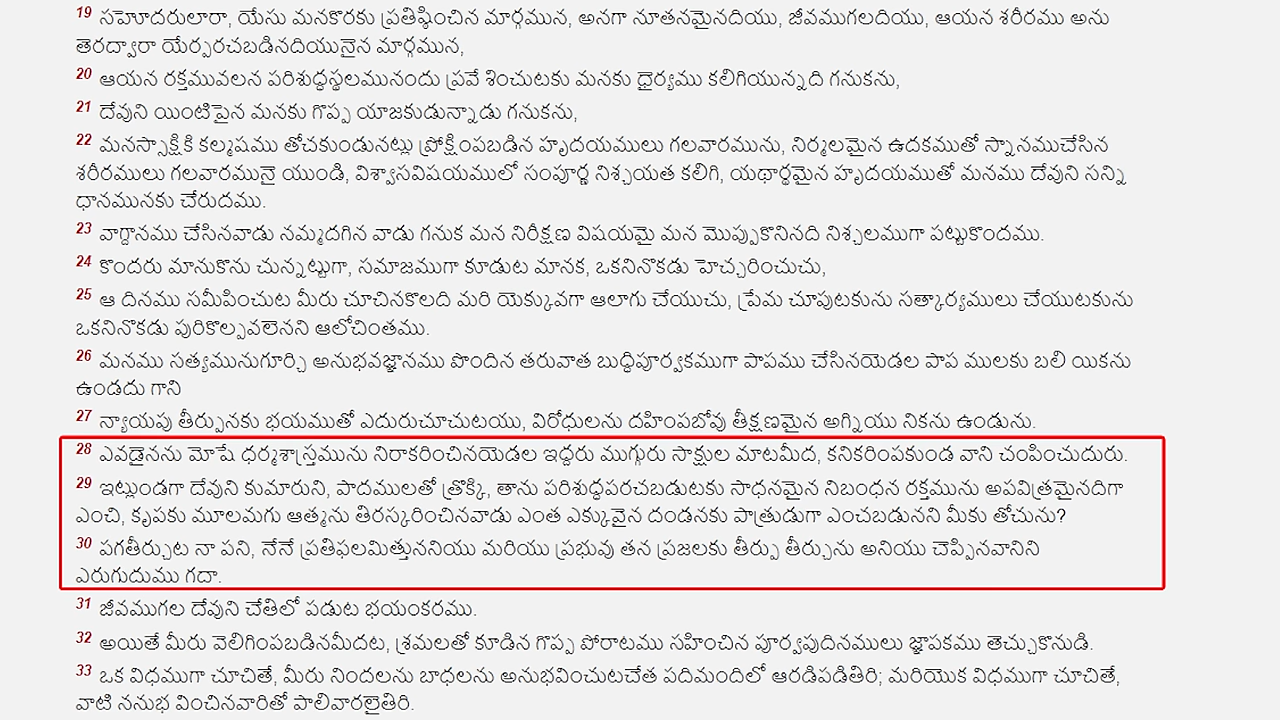 19 సహోదరులారా, యేసు మనకొరకు ప్రతిష్ఠించిన మార్గమున, అనగా నూతనమైనదియు, జీవముగలదియు, ఆయన శరీరము అను
తెరద్వారా యేర్పరచబడినదియునైన మార్గమున,
20 ఆయన రక్తమువలన పరిశుద్ధస్థలమునందు ప్రవే శించుటకు మనకు ధైర్యము కలిగియున్నది గనుకను,
21 దేవుని యింటిపైన మనకు గొప్ప యాజకుడున్నాడు గనుకను,
22 మనస్సాక్షికి కల్మషము తోచకుండునట్లు ప్రోక్షింపబడిన హృదయములు గలవారమును, నిర్మలమైన ఉదకముతో స్నానముచేసిన
శరీరములు గలవారమునై యుండి, విశ్వాసవిషయములో సంపూర్ణ నిశ్చయత కలిగి, యథార్థమైన హృదయముతో మనము దేవుని సన్ని
ధానమునకు చేరుదము.
23 వాగ్దానము చేసినవాడు నమ్మదగిన వాడు గనుక మన నిరీక్షణ విషయమై మన మొప్పుకొనినది నిశ్చలముగా పట్టుకొందము.
24 కొందరు మానుకొను చున్నట్టుగా, సమాజముగా కూడుట మానక, ఒకనినొకడు హెచ్చరించుచు,
25 ఆ దినము సమీపించుట మీరు చూచినకొలది మరి యెక్కువగా ఆలాగు చేయుచు, ప్రేమ చూపుటకును సత్కార్యములు చేయుటకును
ఒకనినొకడు పురికొల్పవలెనని ఆలోచింతము.
26 మనము సత్యమునుగూర్చి అనుభవజ్ఞానము పొందిన తరువాత బుద్ధిపూర్వకముగా పాపము చేసినయెడల పాప ములకు బలి యికను
ఉండదు గాని
27 న్యాయపు తీర్పునకు భయముతో ఎదురుచూచుటయు, విరోధులను దహింపబోవు తీక్షణమైన అగ్నియు నికను ఉండును.
28 ఎవడైనను మోషే ధర్మశాస్త్రమును నిరాకరించినయెడల ఇద్దరు ముగ్గురు సాక్షుల మాటమీద, కనికరింపకుండ వాని చంపించుదురు.
29 ఇట్లుండగా దేవుని కుమారుని, పాదములతో త్రొక్కి, తాను పరిశుద్ధపరచబడుటకు సాధనమైన నిబంధన రక్తమును అపవిత్రమైనదిగా
ఎంచి, కృపకు మూలమగు ఆత్మను తిరస్కరించినవాడు ఎంత ఎక్కువైన దండనకు పాత్రుడుగా ఎంచబడునని మీకు తోచును?
30 పగతీర్చుట నా పని, నేనే ప్రతిఫలమిత్తుననియు మరియు ప్రభువు తన ప్రజలకు తీర్పు తీర్చును అనియు చెప్పినవానిని
ఎరుగుదుము గదా.
31 జీవముగల దేవుని చేతిలో పడుట భయంకరము.
32 అయితే మీరు వెలిగింపబడినమీదట, శ్రమలతో కూడిన గొప్ప పోరాటము సహించిన పూర్వపుదినములు జ్ఞాపకము తెచ్చుకొనుడి.
33 ఒక విధముగా చూచితే, మీరు నిందలను బాధలను అనుభవించుటచేత పదిమందిలో ఆరడిపడితిరి; మరియొక విధముగా చూచితే,
వాటి ననుభ వించినవారితో పాలివారలైతిరి.